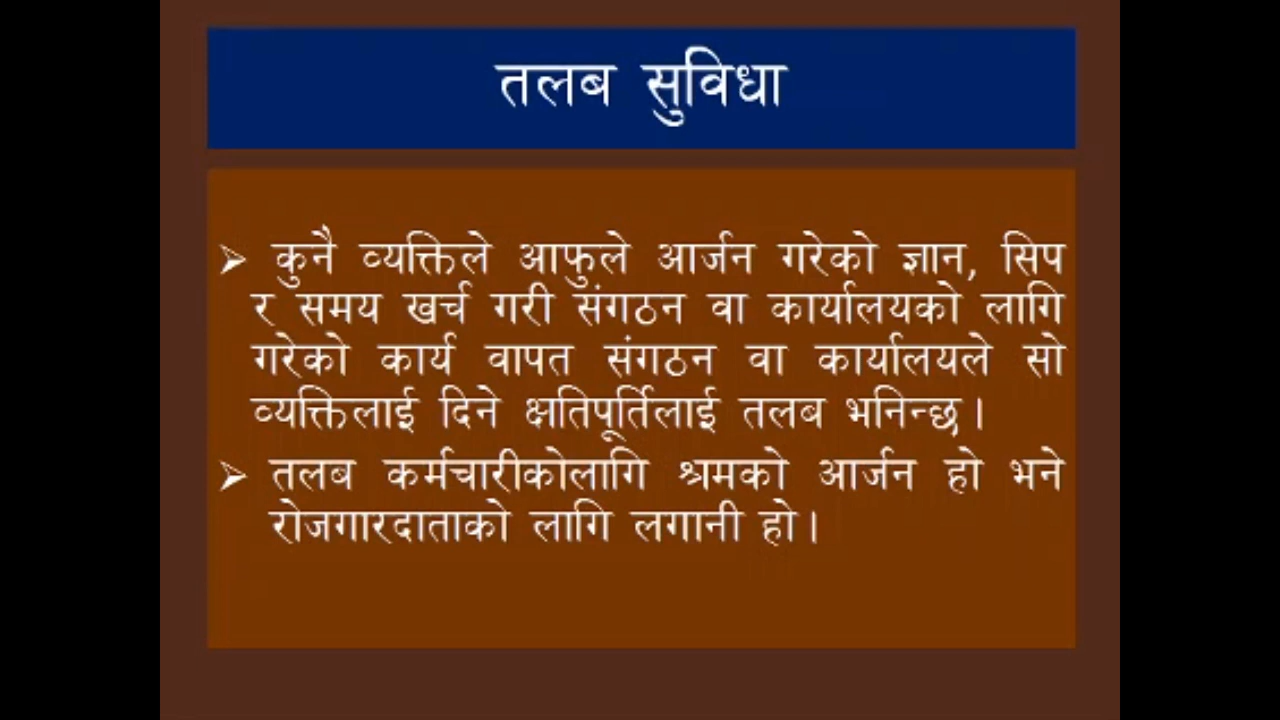 तलब सुविधा
➢ कुनै व्यक्तिले आफुले आर्जन गरेको ज्ञान, सिप
र समय खर्च गरी संगठन वा कार्यालयको लागि
गरेको कार्य वापत संगठन वा कार्यालयले सो
व्यक्तिलाई दिने क्षतिपूर्तिलाई तलब भनिन्छ।
➢ तलब कर्मचारीकोलागि श्रमको आर्जन हो भने
रोजगारदाताको लागि लगानी हो।